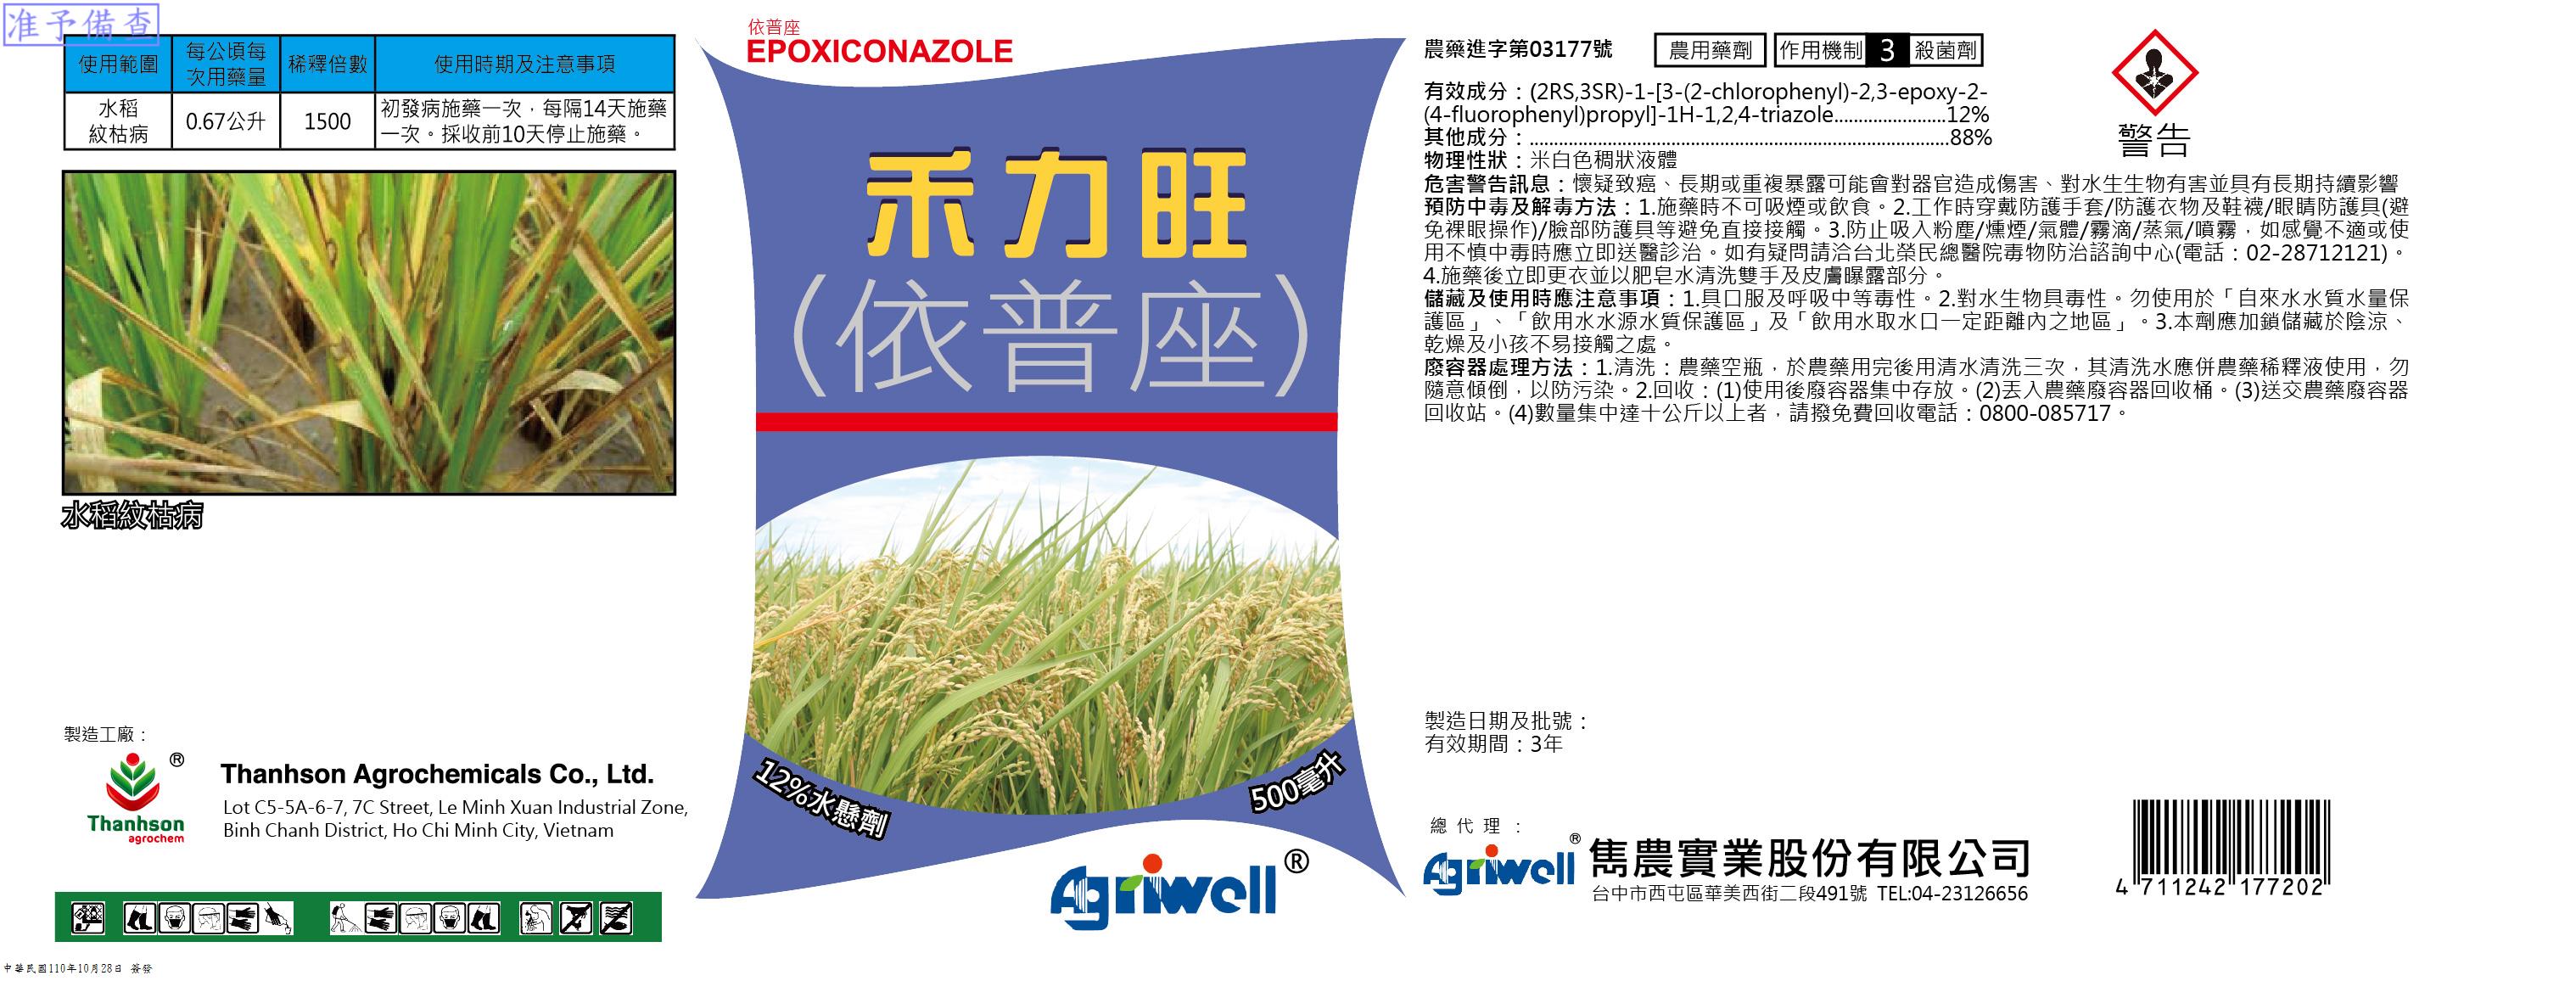 准予備查
使用範圍 每公頃每次用藥量 稀釋倍數 使用時期及注意事項
水稻紋枯病 0.67公升 1500 初發病施藥一次，每隔14天施藥一次。採收前10天停止施藥。
水稻紋枯病
製造工廠：
®
Thanhson
agrochem
Thanhson Agrochemicals Co., Ltd.
Lot C5-5A-6-7, 7C Street, Le Minh Xuan Industrial Zone,
Binh Chanh District, Ho Chi Minh City, Vietnam
中華民國110年10月28日 簽發
依普座
EPOXICONAZOLE
禾力旺
(依普座)
12%水懸劑
500毫升
Agriwell®
農藥進字第03177號 農用藥劑 作用機制 3 殺菌劑
有效成分：(2RS,3SR)-1-[3-(2-chlorophenyl)-2,3-epoxy-2-
(4-fluorophenyl)propyl]-1H-1,2,4-triazole.......................12%
其他成分：....................................................................................88%
物理性狀：米白色稠狀液體
警告
危害警告訊息：懷疑致癌、長期或重複暴露可能會對器官造成傷害、對水生生物有害並具有長期持續影響
預防中毒及解毒方法：1.施藥時不可吸煙或飲食。2.工作時穿戴防護手套/防護衣物及鞋襪/眼睛防護具(避
免裸眼操作)/臉部防護具等避免直接接觸。3.防止吸入粉塵/燻煙/氣體/霧滴/蒸氣/噴霧，如感覺不適或使
用不慎中毒時應立即送醫診治。如有疑問請洽台北榮民總醫院毒物防治諮詢中心(電話：02-28712121)。
4.施藥後立即更衣並以肥皂水清洗雙手及皮膚曝露部分。
儲藏及使用時應注意事項：1.具口服及呼吸中等毒性。2.對水生物具毒性。勿使用於「自來水水質水量保
護區」、「飲用水水源水質保護區」及「飲用水取水口一定距離內之地區」。3.本劑應加鎖儲藏於陰涼、
乾燥及小孩不易接觸之處。
廢容器處理方法：1.清洗：農藥空瓶，於農藥用完後用清水清洗三次，其清洗水應併農藥稀釋液使用，勿
隨意傾倒，以防污染。2.回收：(1)使用後廢容器集中存放。(2)丟入農藥廢容器回收桶。(3)送交農藥廢容器
回收站。(4)數量集中達十公斤以上者，請撥免費回收電話：0800-085717。
製造日期及批號：
有效期間：3年
總代理：
Agriwell® 雋農實業股份有限公司
台中市西屯區華美西街二段491號 TEL:04-23126656
4 711242 177202